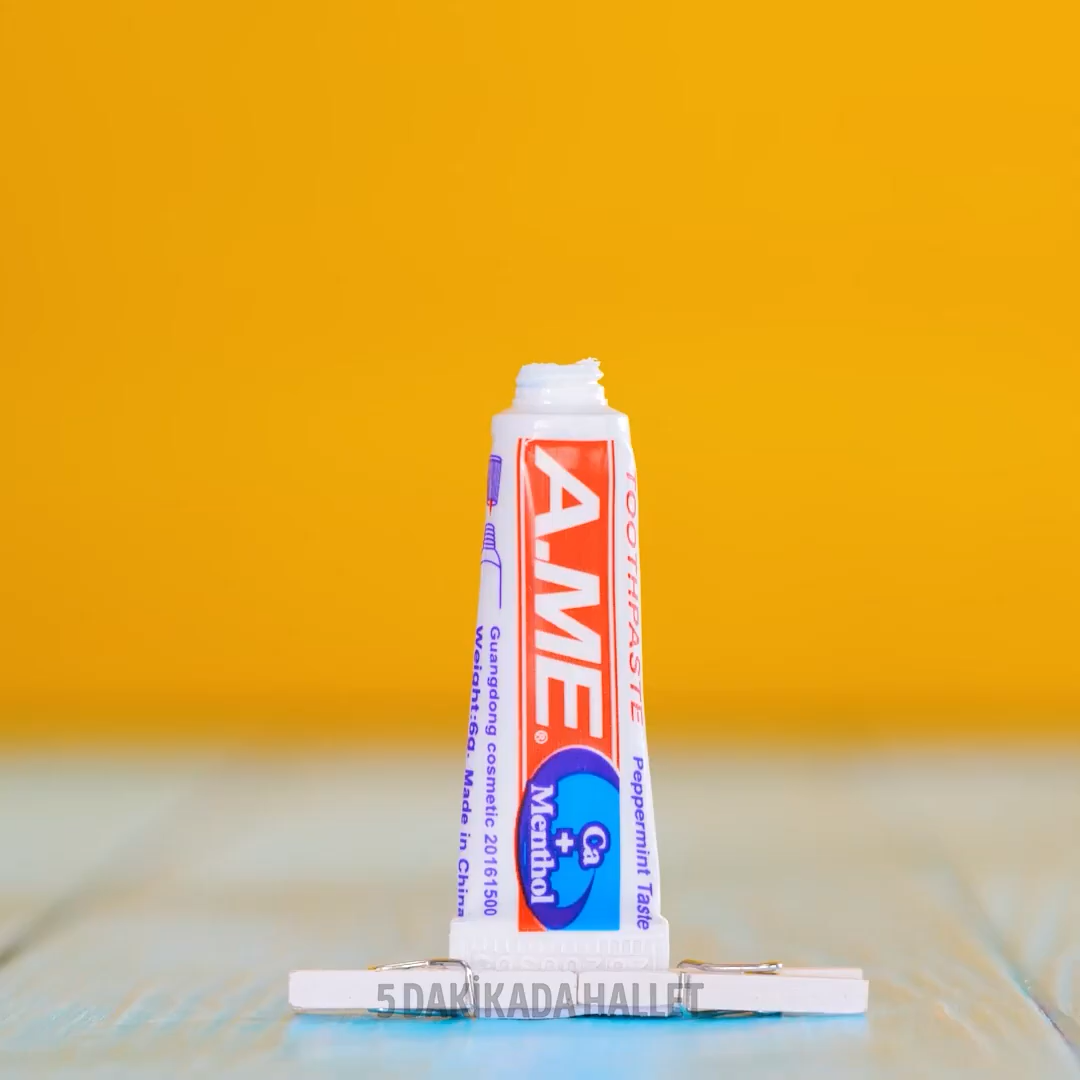 TOOTHPASTE Peppermint Taste
A.ME®
Ca
+
Menthol
Guangdong cosmetic 20161500
Weight:6g. Made in China
5 DAKİKADA HALLET